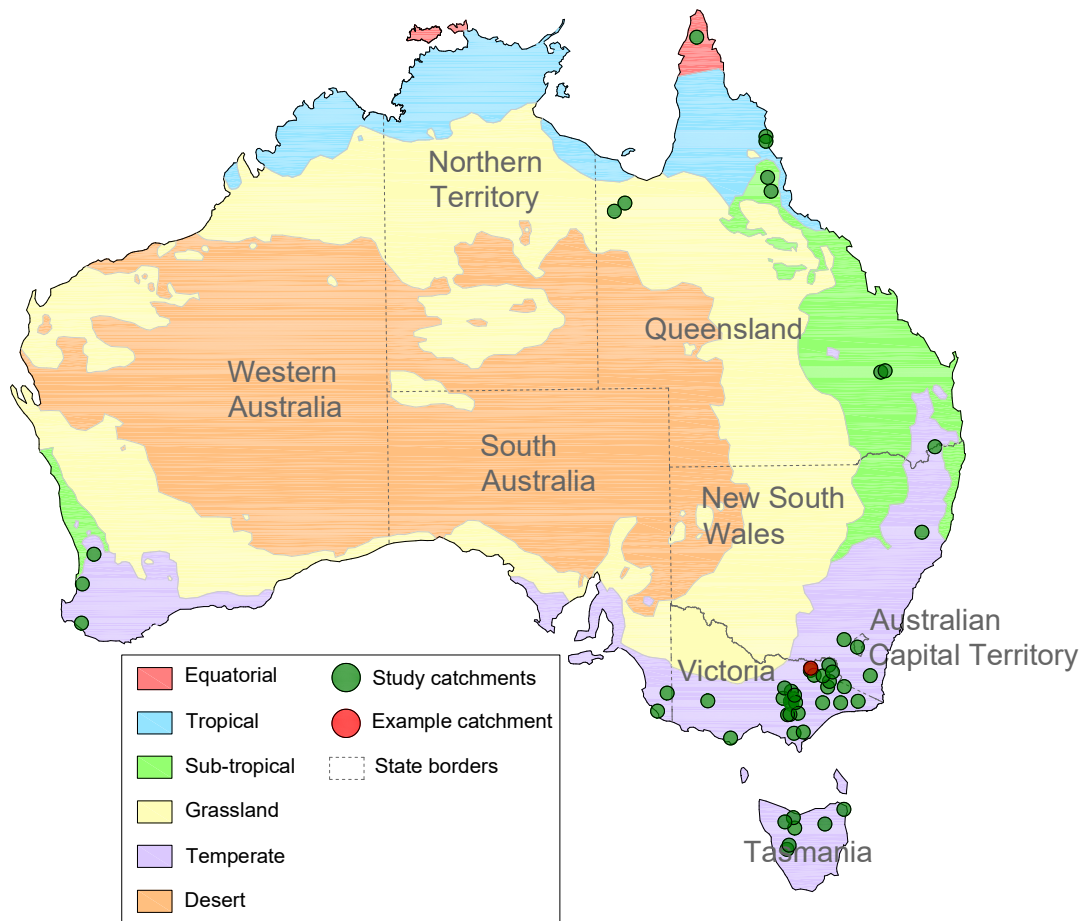 Northern
Territory
Queensland
Western
Australia
South
Australia
New South
Wales
Australian
Capital Territory
Victoria
Tasmania
Equatorial
Tropical
Sub-tropical
Grassland
Temperate
Desert
Study catchments
Example catchment
State borders